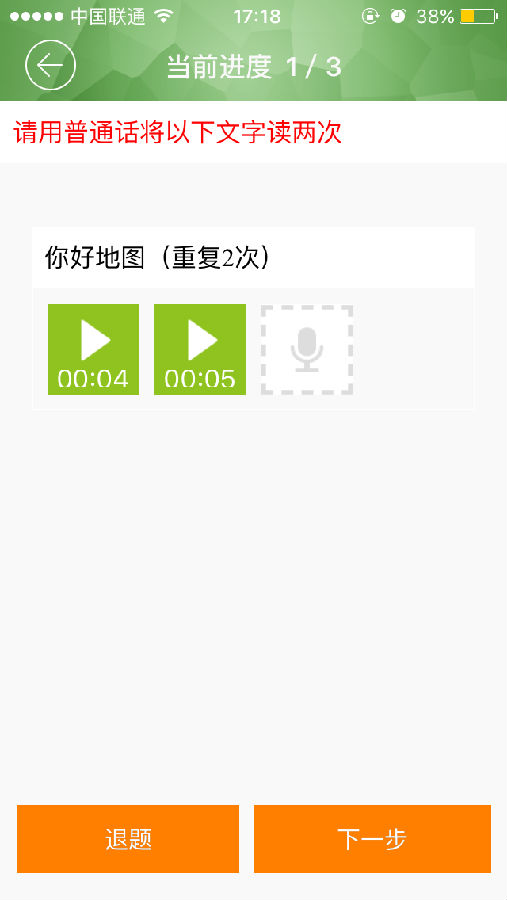 中国联通 17:18 38%
当前进度 1 / 3
请用普通话将以下文字读两次
你好地图（重复2次）
00:04 00:05
退题 下一步